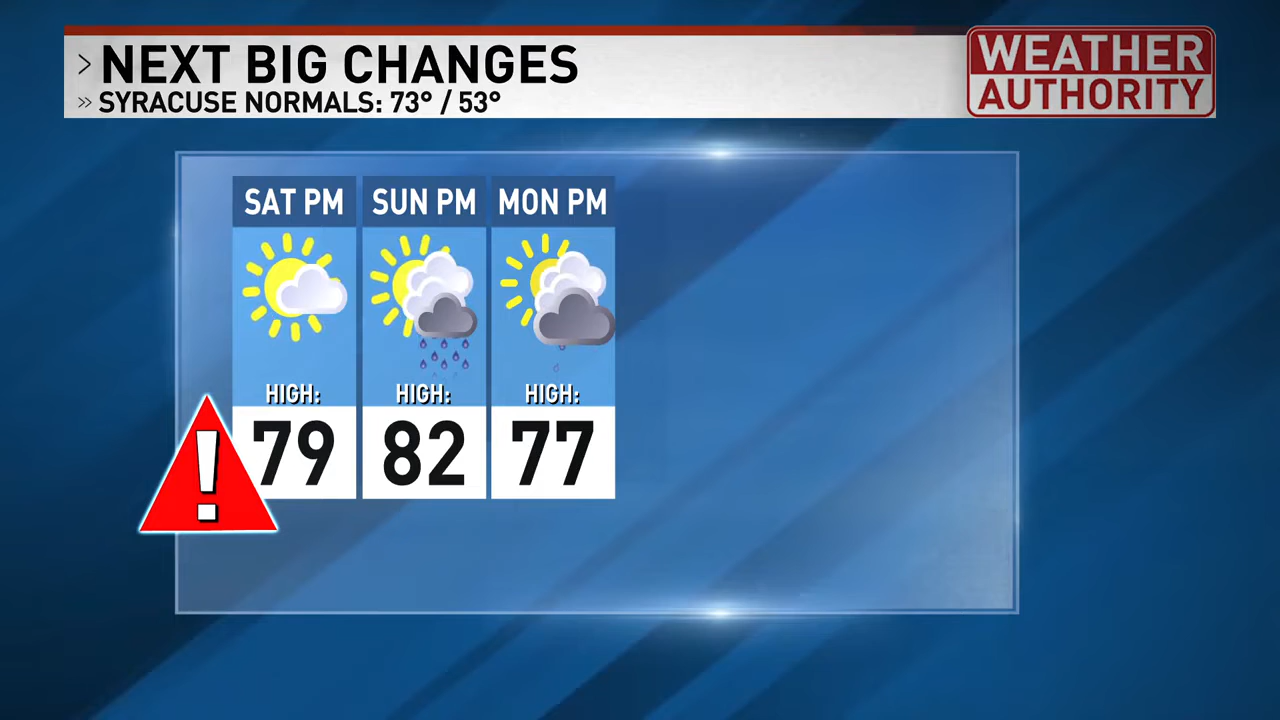 > NEXT BIG CHANGES
» SYRACUSE NORMALS: 73° / 53°
WEATHER
AUTHORITY
SAT PM SUN PM MON PM
HIGH: HIGH: HIGH:
79 82 77
!